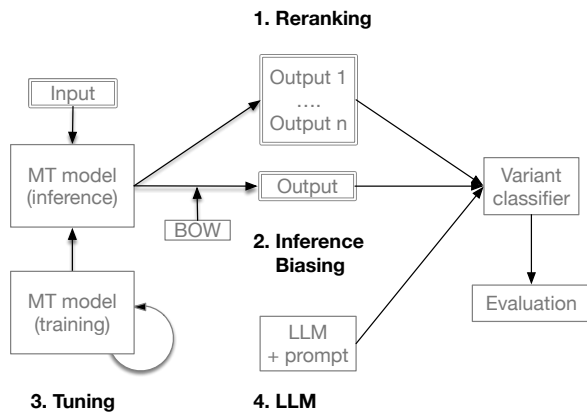 1. Reranking
Input
Output 1
....
Output n
MT model
(inference)
Output
Variant
classifier
BOW
2. Inference
Biasing
MT model
(training)
Evaluation
LLM
+ prompt
3. Tuning
4. LLM